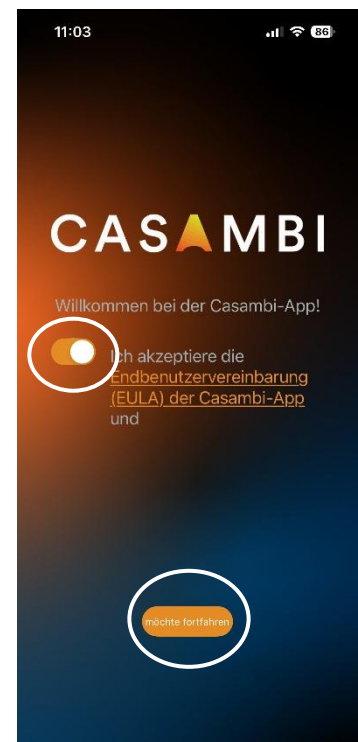 11:03
86
CASAMBI
Willkommen bei der Casambi-App!
Ich akzeptiere die
Endbenutzervereinbarung
(EULA) der Casambi-App
und
möchte fortfahren